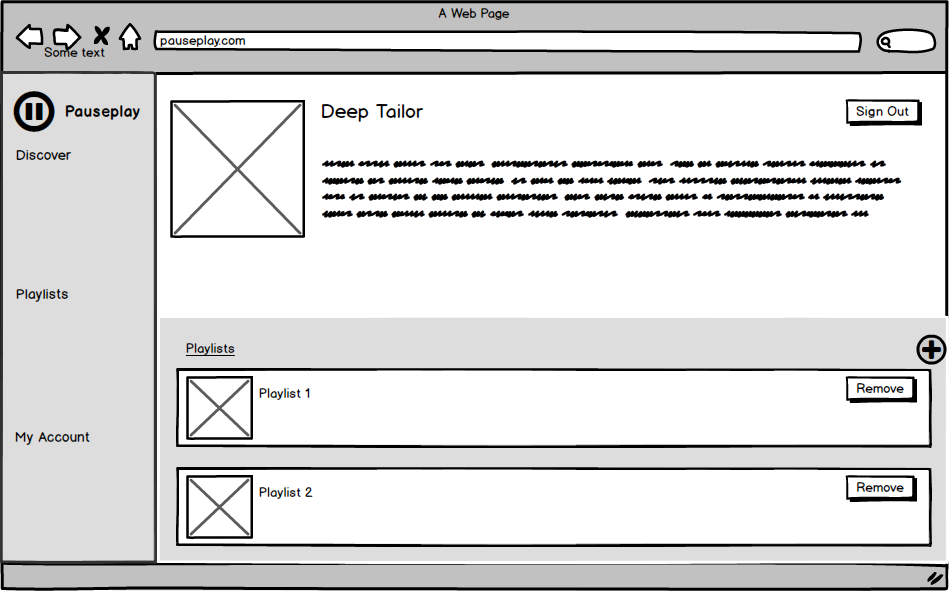 A Web Page
pauseplay.com
Some text
Pauseplay
Discover
Playlists
My Account
Deep Tailor
Sign Out
Playlists
Playlist 1
Remove
Playlist 2
Remove